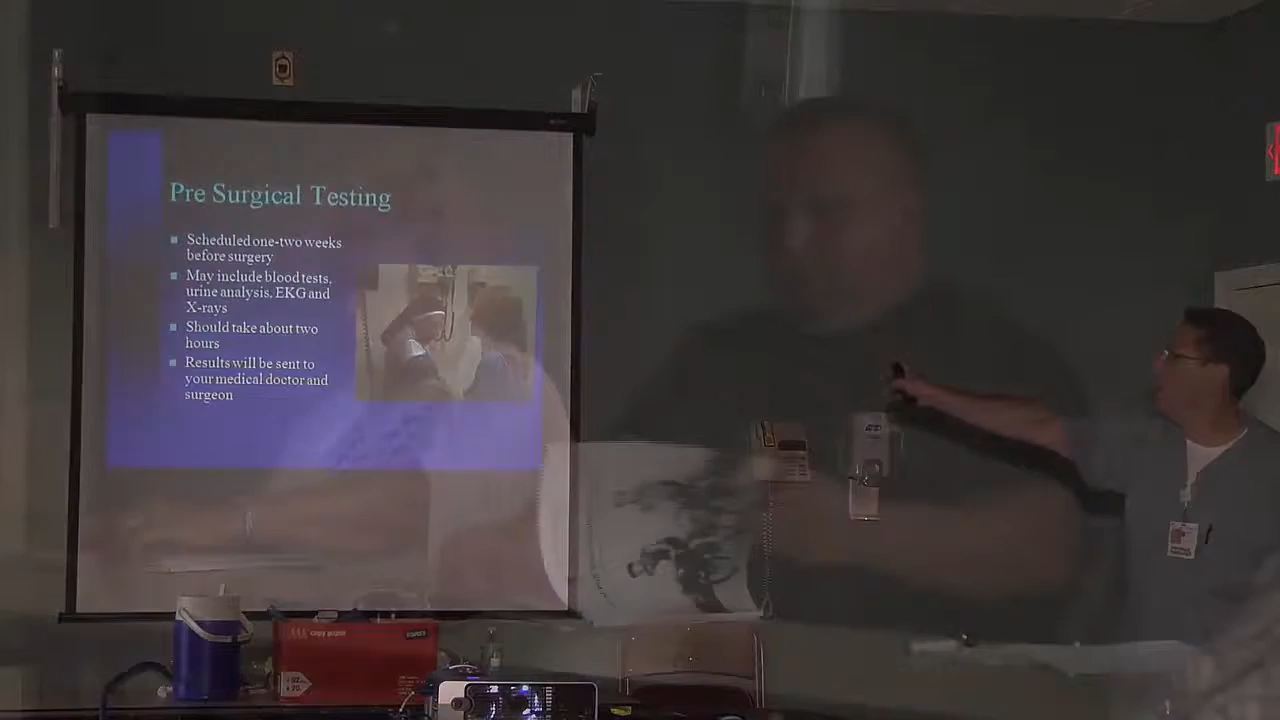 Pre Surgical Testing
Scheduled one-two weeks
before surgery
May include blood tests,
urine analysis, EKG and
X-rays
Should take about two
hours
Results will be sent to
your medical doctor and
surgeon
copy paper
STAPLES